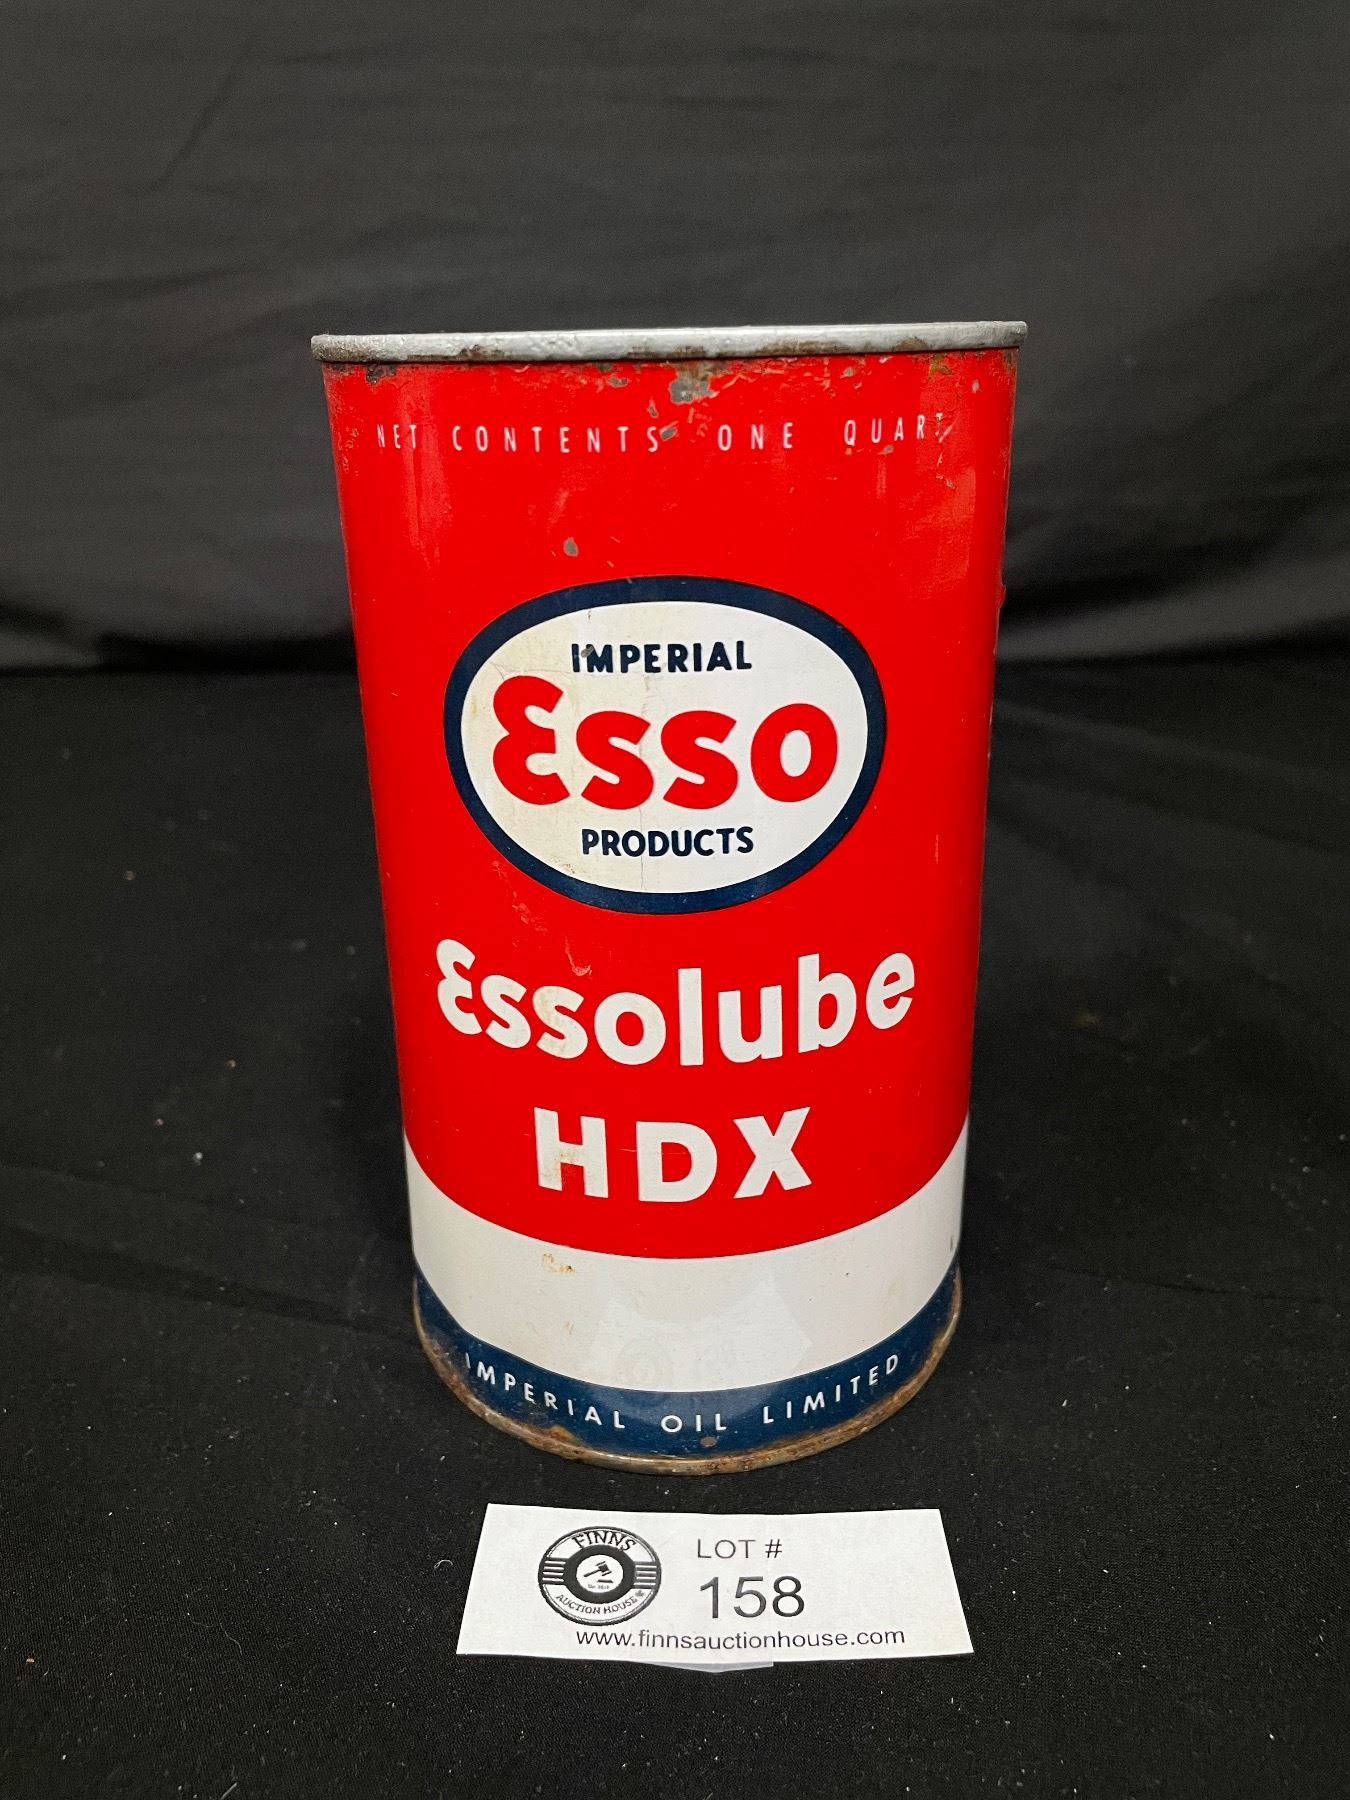 NET CONTENTS ONE QUART
IMPERIAL
Esso
PRODUCTS
Essolube
HDX
IMPERIAL OIL LIMITED
FINNS
AUCTION HOUSE
LOT #
158
www.finnsauctionhouse.com